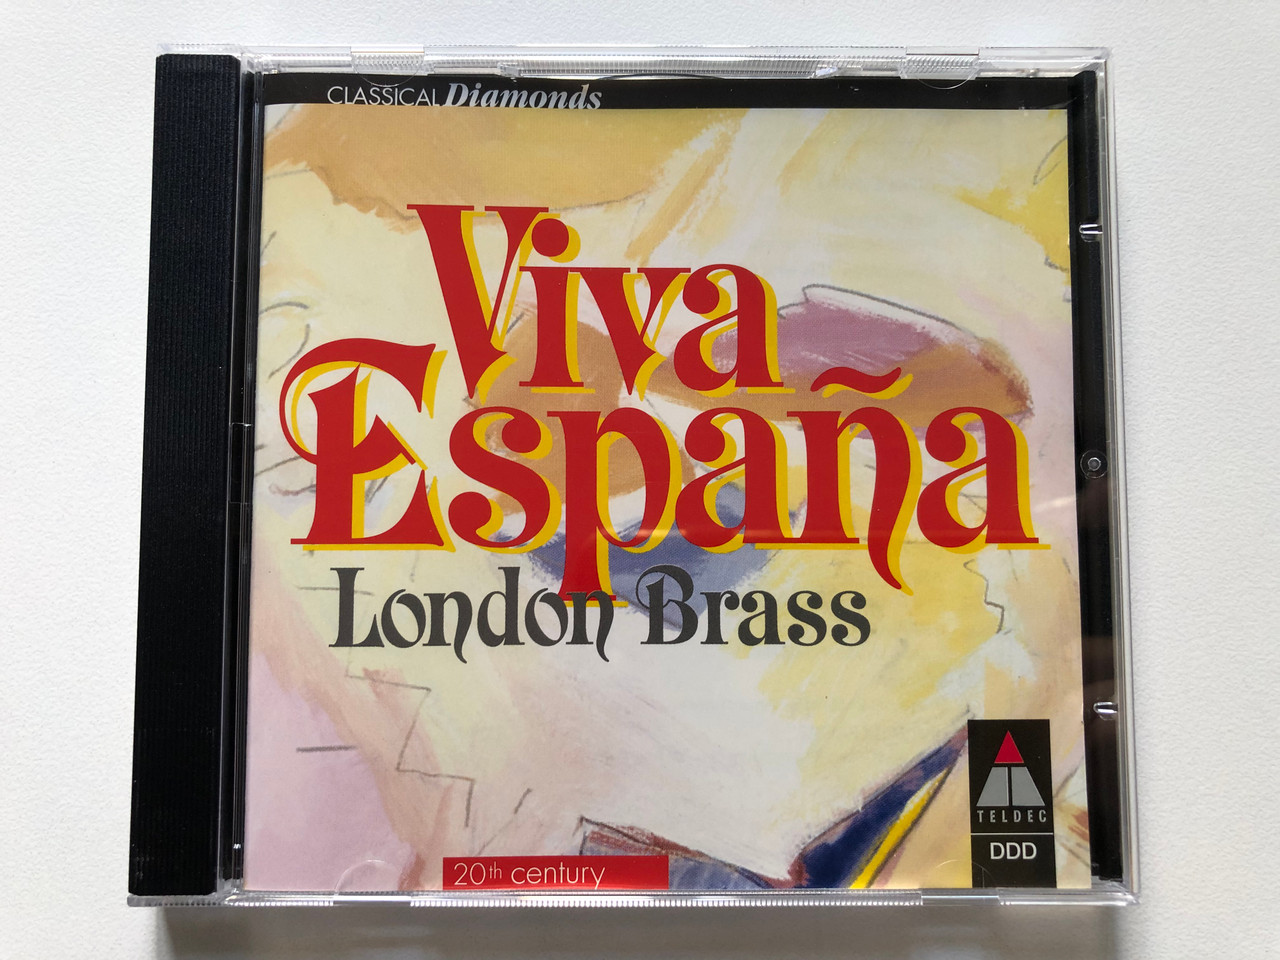 CLASSICAL Diamonds
Viva
España
London Brass
TELDEC
DDD
20th century